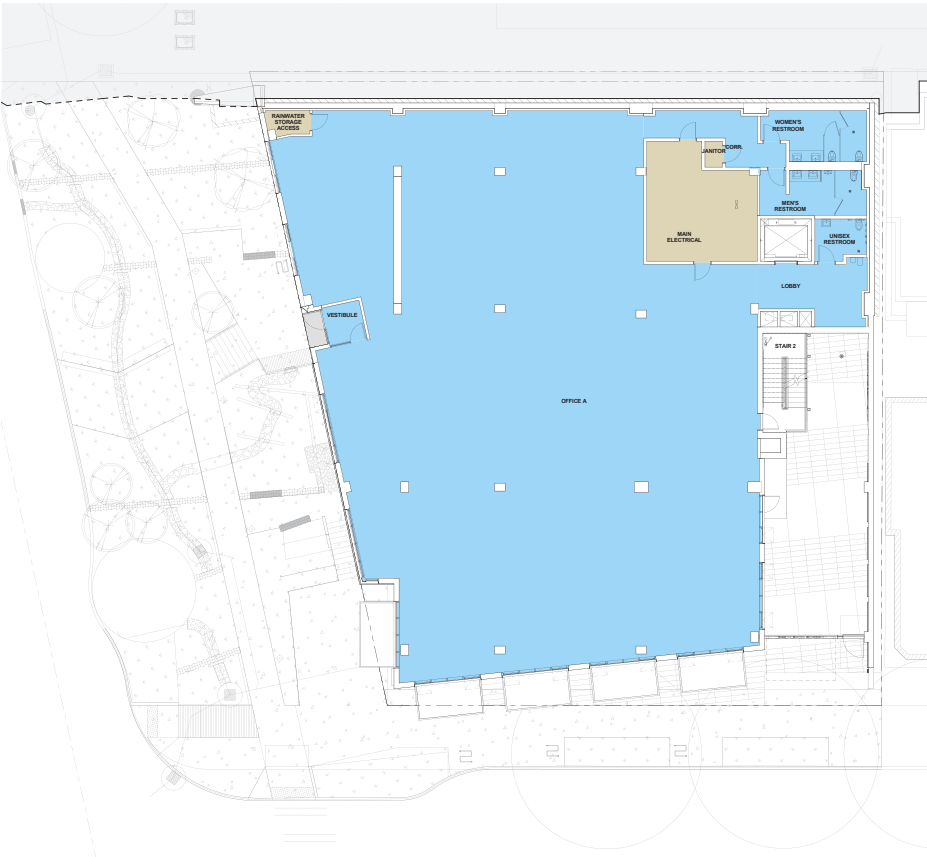 RAINWATER
STORAGE
ACCESS
WOMEN'S
RESTROOM
JANITOR
CORR.
MEN'S
RESTROOM
MAIN
ELECTRICAL
UNISEX
RESTROOM
LOBBY
VESTIBULE
STAIR 2
OFFICE A